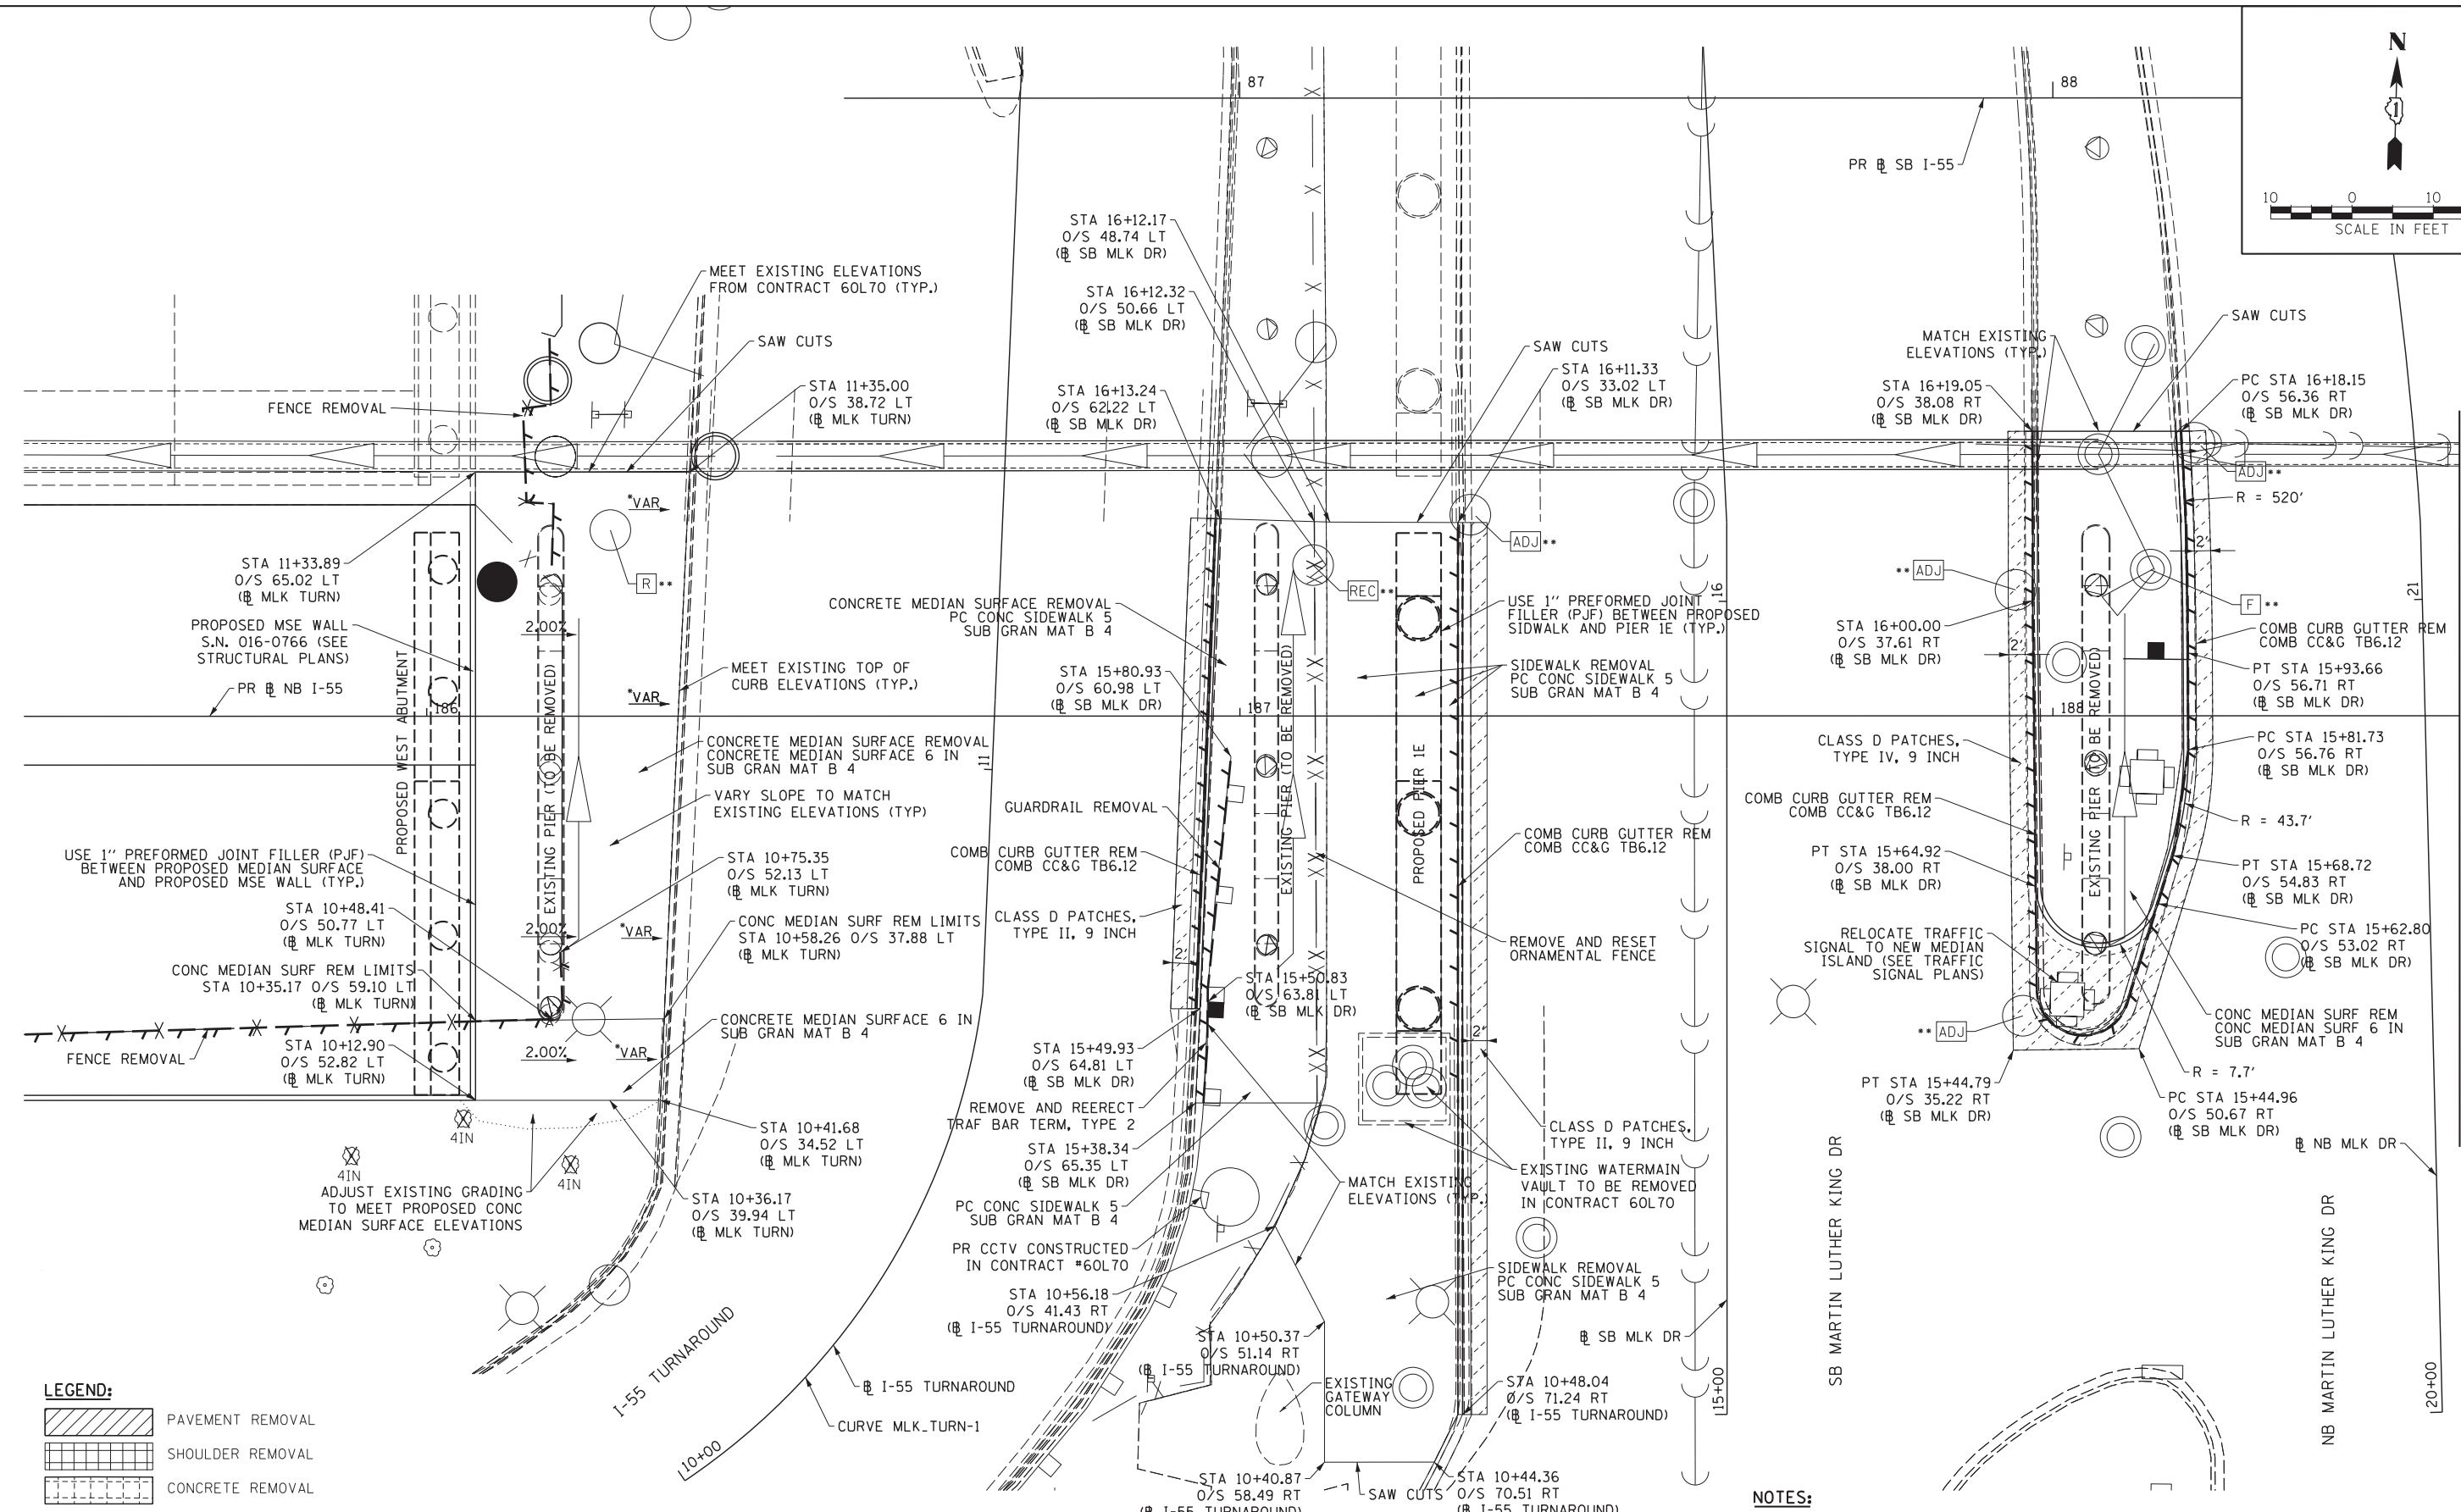 87
88
N
1
10 0 10
SCALE IN FEET
PR ⅊ SB I-55
STA 16+12.17
O/S 48.74 LT
(⅊ SB MLK DR)
STA 16+12.32
O/S 50.66 LT
(⅊ SB MLK DR)
MEET EXISTING ELEVATIONS
FROM CONTRACT 60L70 (TYP.)
SAW CUTS
FENCE REMOVAL
STA 11+35.00
O/S 38.72 LT
(⅊ MLK TURN)
STA 16+13.24
O/S 62.22 LT
(⅊ SB MLK DR)
SAW CUTS
STA 16+11.33
O/S 33.02 LT
(⅊ SB MLK DR)
SAW CUTS
MATCH EXISTING
ELEVATIONS (TYP.)
STA 16+19.05
O/S 38.08 RT
(⅊ SB MLK DR)
PC STA 16+18.15
O/S 56.36 RT
(⅊ SB MLK DR)
ADJ **
R = 520'
2'
*VAR
STA 11+33.89
O/S 65.02 LT
(⅊ MLK TURN)
R **
ADJ **
REC **
** ADJ
F **
21
16
2.00%
CONCRETE MEDIAN SURFACE REMOVAL
PC CONC SIDEWALK 5
SUB GRAN MAT B 4
USE 1" PREFORMED JOINT
FILLER (PJF) BETWEEN PROPOSED
SIDWALK AND PIER 1E (TYP.)
STA 16+00.00
O/S 37.61 RT
(⅊ SB MLK DR)
2'
COMB CURB GUTTER REM
COMB CC&G TB6.12
PROPOSED MSE WALL
S.N. 016-0766 (SEE
STRUCTURAL PLANS)
PR ⅊ NB I-55
186
MEET EXISTING TOP OF
CURB ELEVATIONS (TYP.)
*VAR
STA 15+80.93
O/S 60.98 LT
(⅊ SB MLK DR)
187
SIDEWALK REMOVAL
PC CONC SIDEWALK 5
SUB GRAN MAT B 4
PT STA 15+93.66
O/S 56.71 RT
(⅊ SB MLK DR)
188
PROPOSED WEST ABUTMENT
EXISTING PIER (TO BE REMOVED)
EXISTING PIER (TO BE REMOVED)
PROPOSED PIER 1E
EXISTING PIER (TO BE REMOVED)
CONCRETE MEDIAN SURFACE REMOVAL
CONCRETE MEDIAN SURFACE 6 IN
SUB GRAN MAT B 4
11
CLASS D PATCHES,
TYPE IV, 9 INCH
PC STA 15+81.73
O/S 56.76 RT
(⅊ SB MLK DR)
VARY SLOPE TO MATCH
EXISTING ELEVATIONS (TYP)
GUARDRAIL REMOVAL
COMB CURB GUTTER REM
COMB CC&G TB6.12
COMB CURB GUTTER REM
COMB CC&G TB6.12
COMB CURB GUTTER REM
COMB CC&G TB6.12
R = 43.7'
USE 1" PREFORMED JOINT FILLER (PJF)
BETWEEN PROPOSED MEDIAN SURFACE
AND PROPOSED MSE WALL (TYP.)
STA 10+75.35
O/S 52.13 LT
(⅊ MLK TURN)
PT STA 15+64.92
O/S 38.00 RT
(⅊ SB MLK DR)
PT STA 15+68.72
O/S 54.83 RT
(⅊ SB MLK DR)
STA 10+48.41
O/S 50.77 LT
(⅊ MLK TURN)
2.00%
*VAR
CONC MEDIAN SURF REM LIMITS
STA 10+58.26 O/S 37.88 LT
(⅊ MLK TURN)
CLASS D PATCHES,
TYPE II, 9 INCH
2'
REMOVE AND RESET
ORNAMENTAL FENCE
RELOCATE TRAFFIC
SIGNAL TO NEW MEDIAN
ISLAND (SEE TRAFFIC
SIGNAL PLANS)
PC STA 15+62.80
O/S 53.02 RT
(⅊ SB MLK DR)
CONC MEDIAN SURF REM LIMITS
STA 10+35.17 O/S 59.10 LT
(⅊ MLK TURN)
STA 15+50.83
O/S 63.81 LT
(⅊ SB MLK DR)
CONCRETE MEDIAN SURFACE 6 IN
SUB GRAN MAT B 4
FENCE REMOVAL
STA 10+12.90
O/S 52.82 LT
(⅊ MLK TURN)
2.00%
*VAR
STA 15+49.93
O/S 64.81 LT
(⅊ SB MLK DR)
2'
** ADJ
CONC MEDIAN SURF REM
CONC MEDIAN SURF 6 IN
SUB GRAN MAT B 4
R = 7.7'
REMOVE AND REERECT
TRAF BAR TERM, TYPE 2
PT STA 15+44.79
O/S 35.22 RT
(⅊ SB MLK DR)
PC STA 15+44.96
O/S 50.67 RT
(⅊ SB MLK DR)
4IN
4IN
4IN
STA 10+41.68
O/S 34.52 LT
(⅊ MLK TURN)
STA 15+38.34
O/S 65.35 LT
(⅊ SB MLK DR)
CLASS D PATCHES,
TYPE II, 9 INCH
⅊ NB MLK DR
ADJUST EXISTING GRADING
TO MEET PROPOSED CONC
MEDIAN SURFACE ELEVATIONS
STA 10+36.17
O/S 39.94 LT
(⅊ MLK TURN)
PC CONC SIDEWALK 5
SUB GRAN MAT B 4
MATCH EXISTING
ELEVATIONS (TYP.)
EXISTING WATERMAIN
VAULT TO BE REMOVED
IN CONTRACT 60L70
PR CCTV CONSTRUCTED
IN CONTRACT #60L70
SIDEWALK REMOVAL
PC CONC SIDEWALK 5
SUB GRAN MAT B 4
STA 10+56.18
O/S 41.43 RT
(⅊ I-55 TURNAROUND)
STA 10+50.37
O/S 51.14 RT
(⅊ I-55 TURNAROUND)
⅊ SB MLK DR
SB MARTIN LUTHER KING DR
NB MARTIN LUTHER KING DR
I-55 TURNAROUND
⅊ I-55 TURNAROUND
CURVE MLK_TURN-1
10+00
EXISTING
GATEWAY
COLUMN
STA 10+48.04
O/S 71.24 RT
(⅊ I-55 TURNAROUND)
15+00
20+00
LEGEND:
PAVEMENT REMOVAL
SHOULDER REMOVAL
CONCRETE REMOVAL
STA 10+40.87
O/S 58.49 RT
(⅊ I-55 TURNAROUND)
SAW CUTS
STA 10+44.36
O/S 70.51 RT
(⅊ I-55 TURNAROUND)
NOTES: